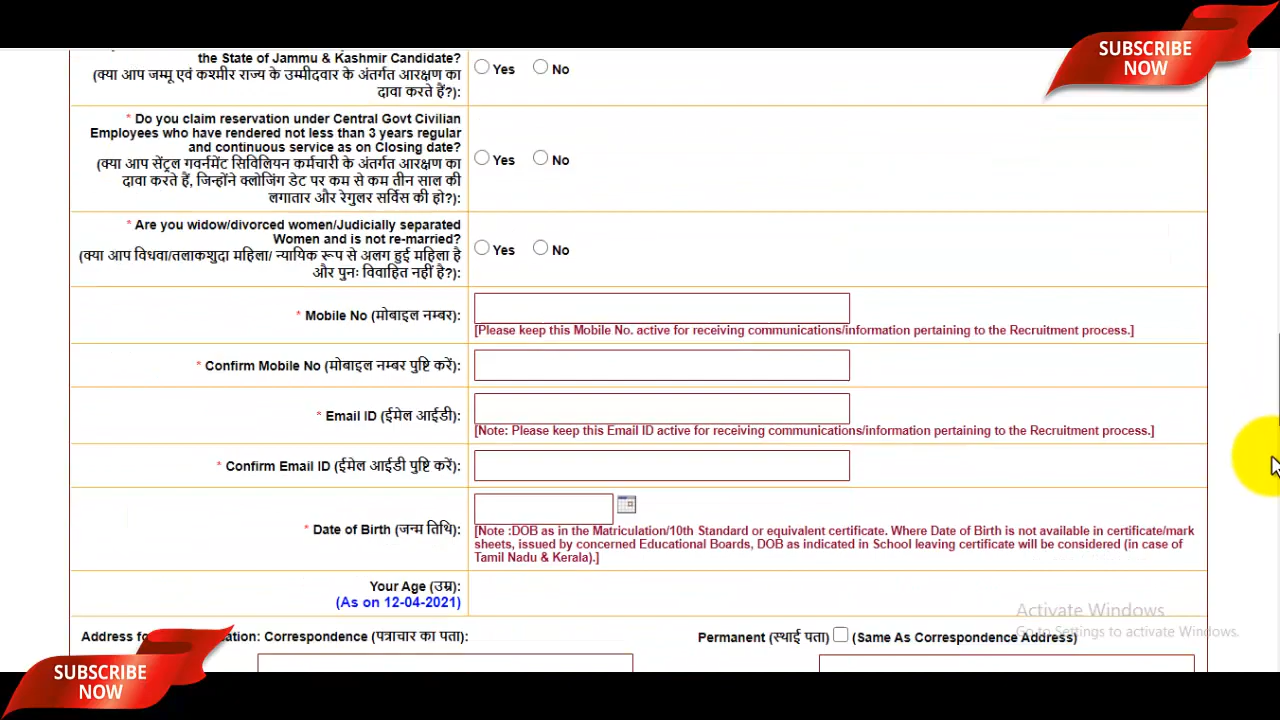 SUBSCRIBE
NOW
the State of Jammu & Kashmir Candidate?
(क्या आप जम्मू एवं कश्मीर राज्य के उम्मीदवार के अंतर्गत आरक्षण का
दावा करते हैं?):
Yes No
* Do you claim reservation under Central Govt Civilian
Employees who have rendered not less than 3 years regular
and continuous service as on Closing date?
(क्या आप सेंट्रल गवर्नमेंट सिविलियन कर्मचारी के अंतर्गत आरक्षण का
दावा करते हैं, जिन्होंने क्लोजिंग डेट पर कम से कम तीन साल की
लगातार और रेगुलर सर्विस की हो?):
Yes No
* Are you widow/divorced women/Judicially separated
Women and is not re-married?
(क्या आप विधवा/तलाकशुदा महिला/ न्यायिक रूप से अलग हुई महिला है
और पुनः विवाहित नहीं है?):
Yes No
* Mobile No (मोबाइल नम्बर):
[Please keep this Mobile No. active for receiving communications/information pertaining to the Recruitment process.]
* Confirm Mobile No (मोबाइल नम्बर पुष्टि करें):
* Email ID (ईमेल आईडी):
[Note: Please keep this Email ID active for receiving communications/information pertaining to the Recruitment process.]
* Confirm Email ID (ईमेल आईडी पुष्टि करें):
* Date of Birth (जन्म तिथि):
[Note :DOB as in the Matriculation/10th Standard or equivalent certificate. Where Date of Birth is not available in certificate/mark
sheets, issued by concerned Educational Boards, DOB as indicated in School leaving certificate will be considered (in case of
Tamil Nadu & Kerala).]
Your Age (उम्र):
(As on 12-04-2021)
Activate Windows
Go to Settings to activate Windows.
Address for Correspondence (पत्राचार का पता):
Permanent (स्थाई पता) (Same As Correspondence Address)
SUBSCRIBE
NOW